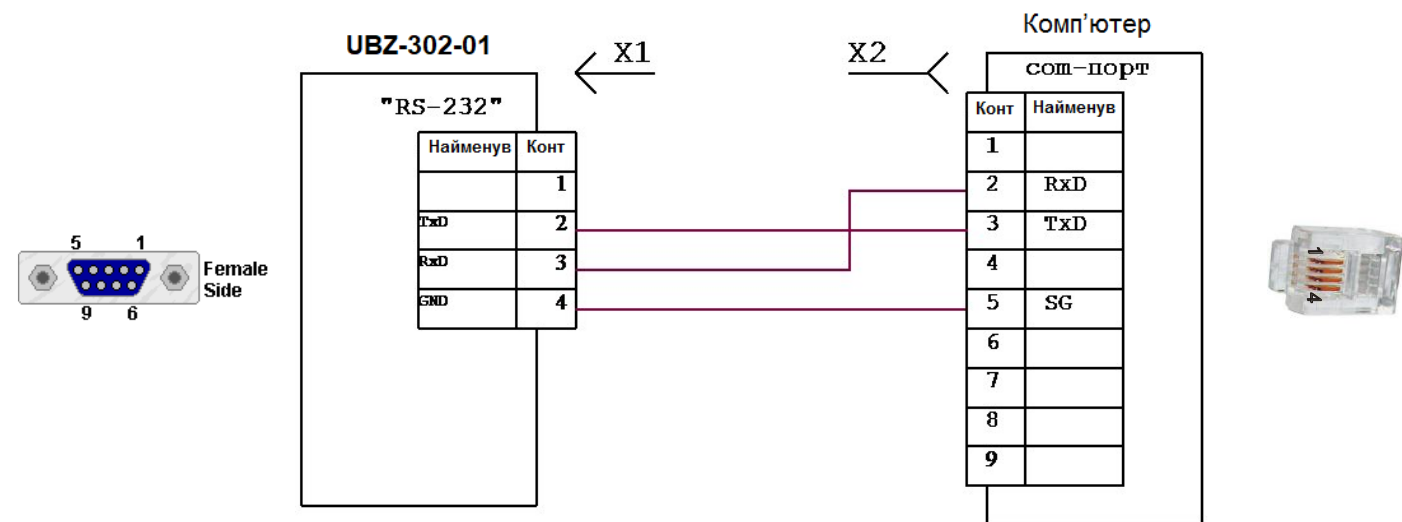 Комп’ютер
UBZ-302-01
X1
X2
com-порт
"RS-232"
Конт Найменув
Найменув Конт
1
1
2 RxD
TxD 2
3 TxD
RxD 3
4
GND 4
5 SG
6
7
8
9
5 1
Female
Side
9 6
1
4